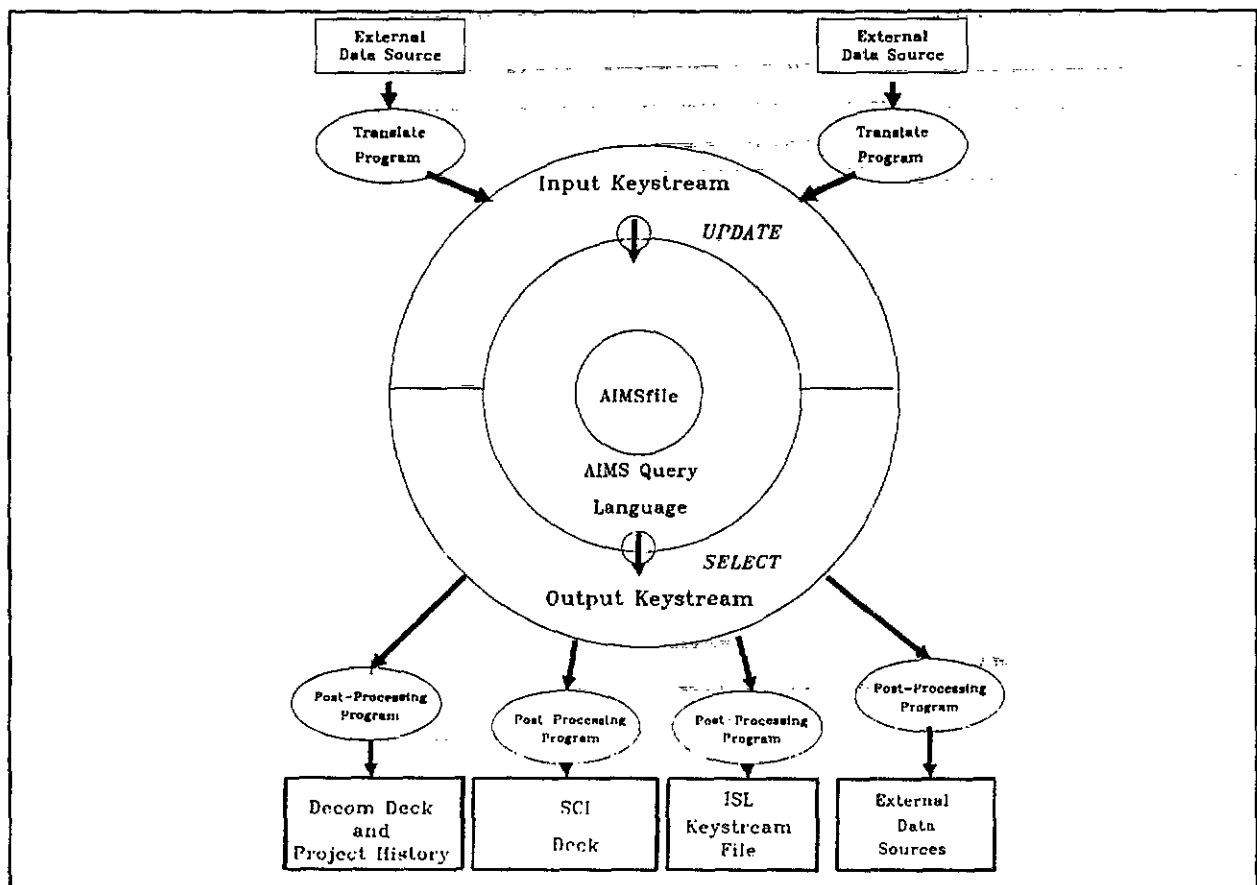 External
Data Source
External
Data Source
Translate
Program
Translate
Program
Input Keystream
UPDATE
AIMSfile
AIMS Query
Language
SELECT
Output Keystream
Post-Processing
Program
Post Processing
Program
Post-Processing
Program
Post-Processing
Program
Decom Deck
and
Project History
SCI
Deck
ISL
Keystream
File
External
Data
Sources